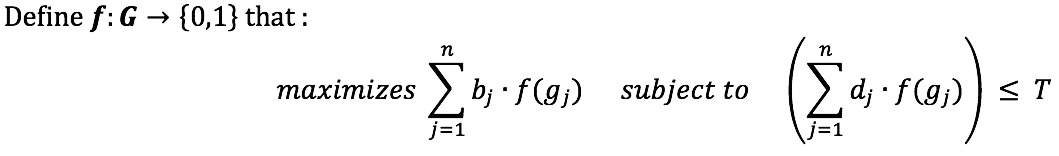 Define f: G → {0,1} that :
maximizes ∑_{j=1}^{n} b_j · f(g_j) subject to (∑_{j=1}^{n} d_j · f(g_j)) ≤ T